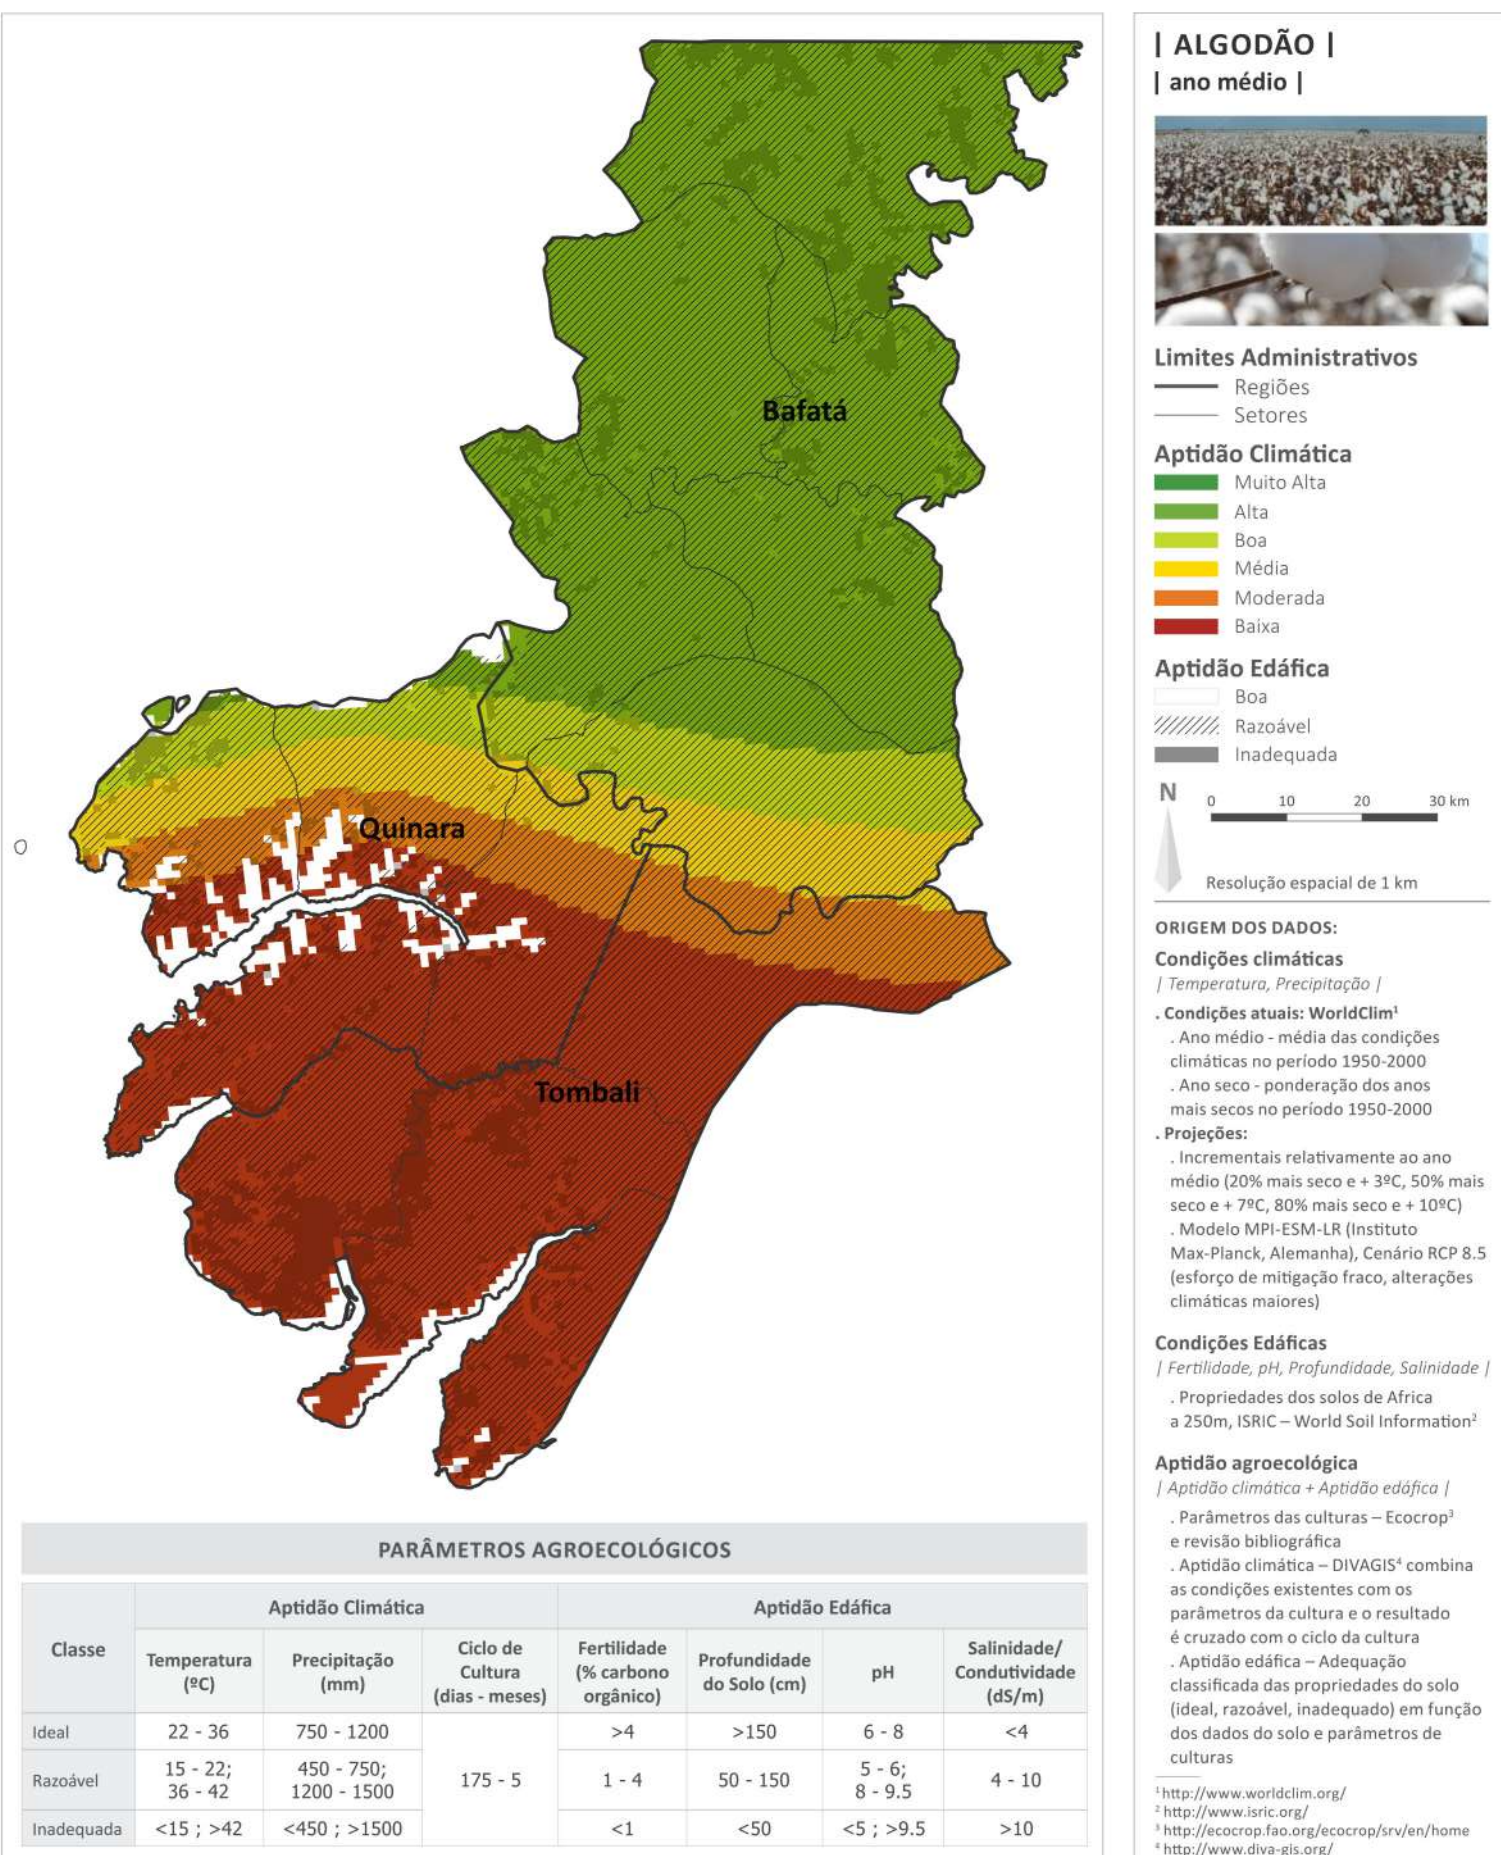 | ALGODÃO |
| ano médio |
Limites Administrativos
Regiões
Setores
Aptidão Climática
Muito Alta
Alta
Boa
Média
Moderada
Baixa
Aptidão Edáfica
Boa
Razoável
Inadequada
N
0 10 20 30 km
Resolução espacial de 1 km
ORIGEM DOS DADOS:
Condições climáticas
| Temperatura, Precipitação |
. Condições atuais: WorldClim¹
. Ano médio - média das condições
climáticas no período 1950-2000
. Ano seco - ponderação dos anos
mais secos no período 1950-2000
. Projeções:
. Incrementais relativamente ao ano
médio (20% mais seco e + 3ºC, 50% mais
seco e + 7ºC, 80% mais seco e + 10ºC)
. Modelo MPI-ESM-LR (Instituto
Max-Planck, Alemanha), Cenário RCP 8.5
(esforço de mitigação fraco, alterações
climáticas maiores)
Condições Edáficas
| Fertilidade, pH, Profundidade, Salinidade |
. Propriedades dos solos de Africa
a 250m, ISRIC – World Soil Information²
Aptidão agroecológica
| Aptidão climática + Aptidão edáfica |
. Parâmetros das culturas – Ecocrop³
e revisão bibliográfica
. Aptidão climática – DIVAGIS⁴ combina
as condições existentes com os
parâmetros da cultura e o resultado
é cruzado com o ciclo da cultura
. Aptidão edáfica – Adequação
classificada das propriedades do solo
(ideal, razoável, inadequado) em função
dos dados do solo e parâmetros de
culturas
¹ http://www.worldclim.org/
² http://www.isric.org/
³ http://ecocrop.fao.org/ecocrop/srv/en/home
⁴ http://www.diva-gis.org/
Bafatá
Quinara
Tombali
PARÂMETROS AGROECOLÓGICOS
Classe
Aptidão Climática
Aptidão Edáfica
Temperatura
(ºC)
Precipitação
(mm)
Ciclo de
Cultura
(dias - meses)
Fertilidade
(% carbono
orgânico)
Profundidade
do Solo (cm)
pH
Salinidade/
Condutividade
(dS/m)
Ideal 22 - 36 750 - 1200 >4 >150 6 - 8 <4
Razoável
15 - 22;
36 - 42
450 - 750;
1200 - 1500
175 - 5
1 - 4
50 - 150
5 - 6;
8 - 9.5
4 - 10
Inadequada <15 ; >42 <450 ; >1500 <1 <50 <5 ; >9.5 >10